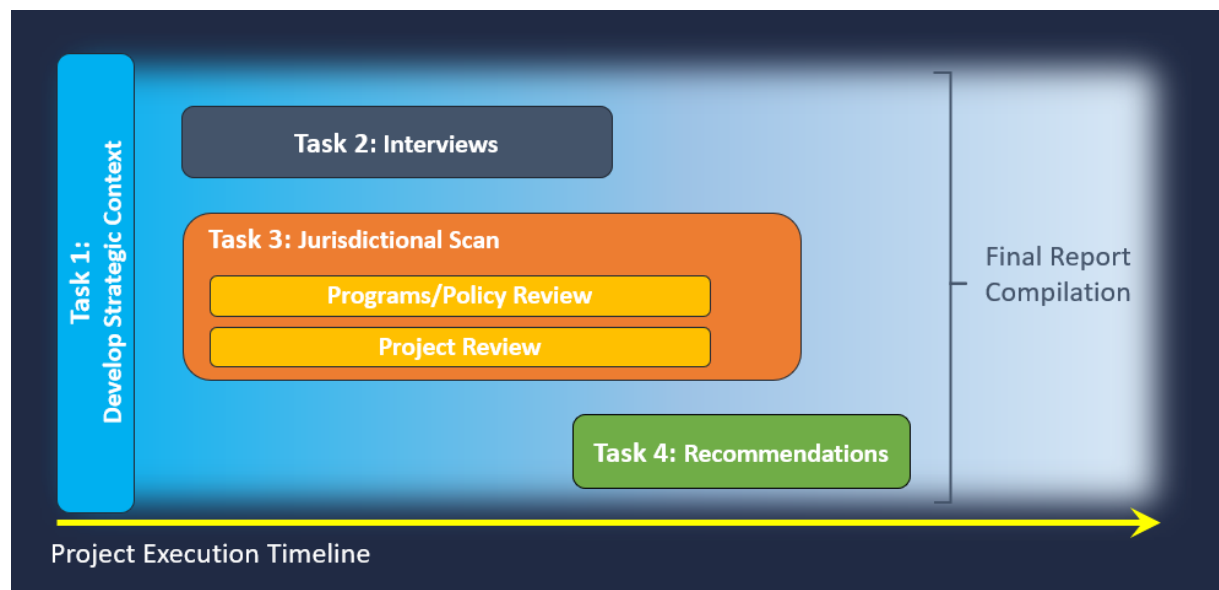 Task 1:
Develop Strategic Context
Task 2: Interviews
Task 3: Jurisdictional Scan
Programs/Policy Review
Project Review
Task 4: Recommendations
Final Report
Compilation
Project Execution Timeline